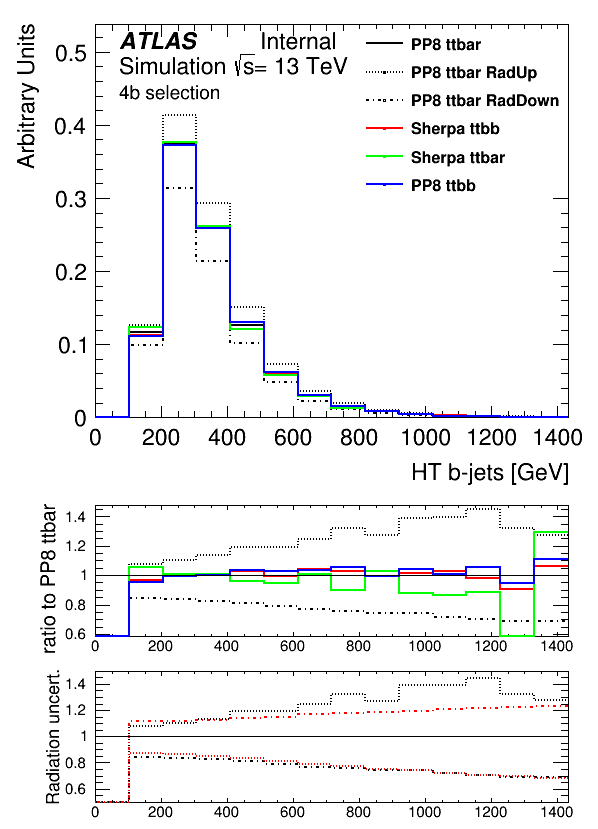 ATLAS Internal
Simulation √s= 13 TeV
4b selection
PP8 ttbar
PP8 ttbar RadUp
PP8 ttbar RadDown
Sherpa ttbb
Sherpa ttbar
PP8 ttbb
Arbitrary Units
0.5
0.4
0.3
0.2
0.1
0
0 200 400 600 800 1000 1200 1400
HT b-jets [GeV]
ratio to PP8 ttbar
1.4
1.2
1
0.8
0.6
0 200 400 600 800 1000 1200 1400
Radiation uncert.
1.4
1.2
1
0.8
0.6
0 200 400 600 800 1000 1200 1400